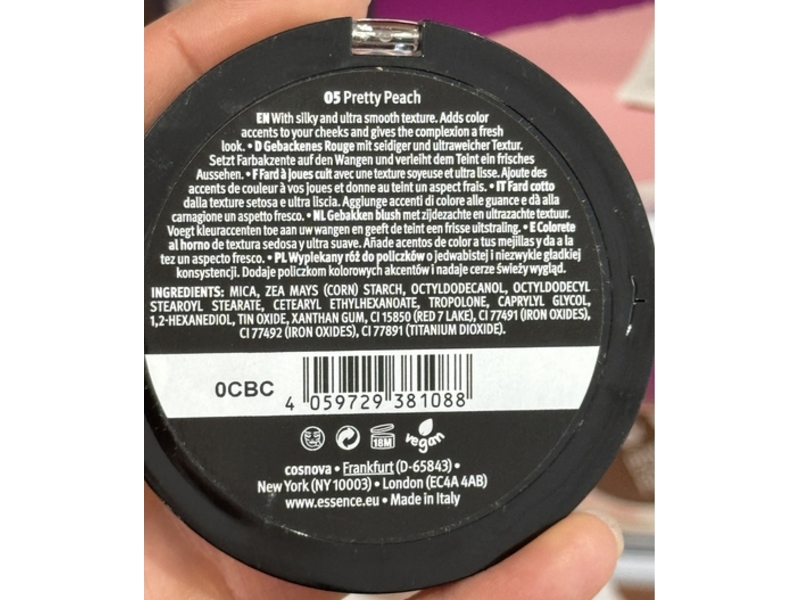 05 Pretty Peach
EN With silky and ultra smooth texture. Adds color
accents to your cheeks and gives the complexion a fresh
look. • D Gebackenes Rouge mit seidiger und ultraweicher Textur.
Setzt Farbakzente auf den Wangen und verleiht dem Teint ein frisches
Aussehen. • F Fard à joues cuit avec une texture soyeuse et ultra lisse. Ajoute des
accents de couleur à vos joues et donne au teint un aspect frais. • IT Fard cotto
dalla texture setosa e ultra liscia. Aggiunge accenti di colore alle guance e dà alla
carnagione un aspetto fresco. • NL Gebakken blush met zijdezachte en ultrazachte textuur.
Voegt kleuraccenten toe aan uw wangen en geeft de teint een frisse uitstraling. • E Colorete
al horno de textura sedosa y ultra suave. Añade acentos de color a tus mejillas y da a la
tez un aspecto fresco. • PL Wypiekany róż do policzków o jedwabistej i niezwykle gładkiej
konsystencji. Dodaje policzkom kolorowych akcentów i nadaje cerze świeży wygląd.
INGREDIENTS: MICA, ZEA MAYS (CORN) STARCH, OCTYLDODECANOL, OCTYLDODECYL
STEAROYL STEARATE, CETEARYL ETHYLHEXANOATE, TROPOLONE, CAPRYLYL GLYCOL,
1,2-HEXANEDIOL, TIN OXIDE, XANTHAN GUM, CI 15850 (RED 7 LAKE), CI 77491 (IRON OXIDES),
CI 77492 (IRON OXIDES), CI 77891 (TITANIUM DIOXIDE).
0CBC
4 059729 381088
18M vegan
cosnova • Frankfurt (D-65843) •
New York (NY 10003) • London (EC4A 4AB)
www.essence.eu • Made in Italy